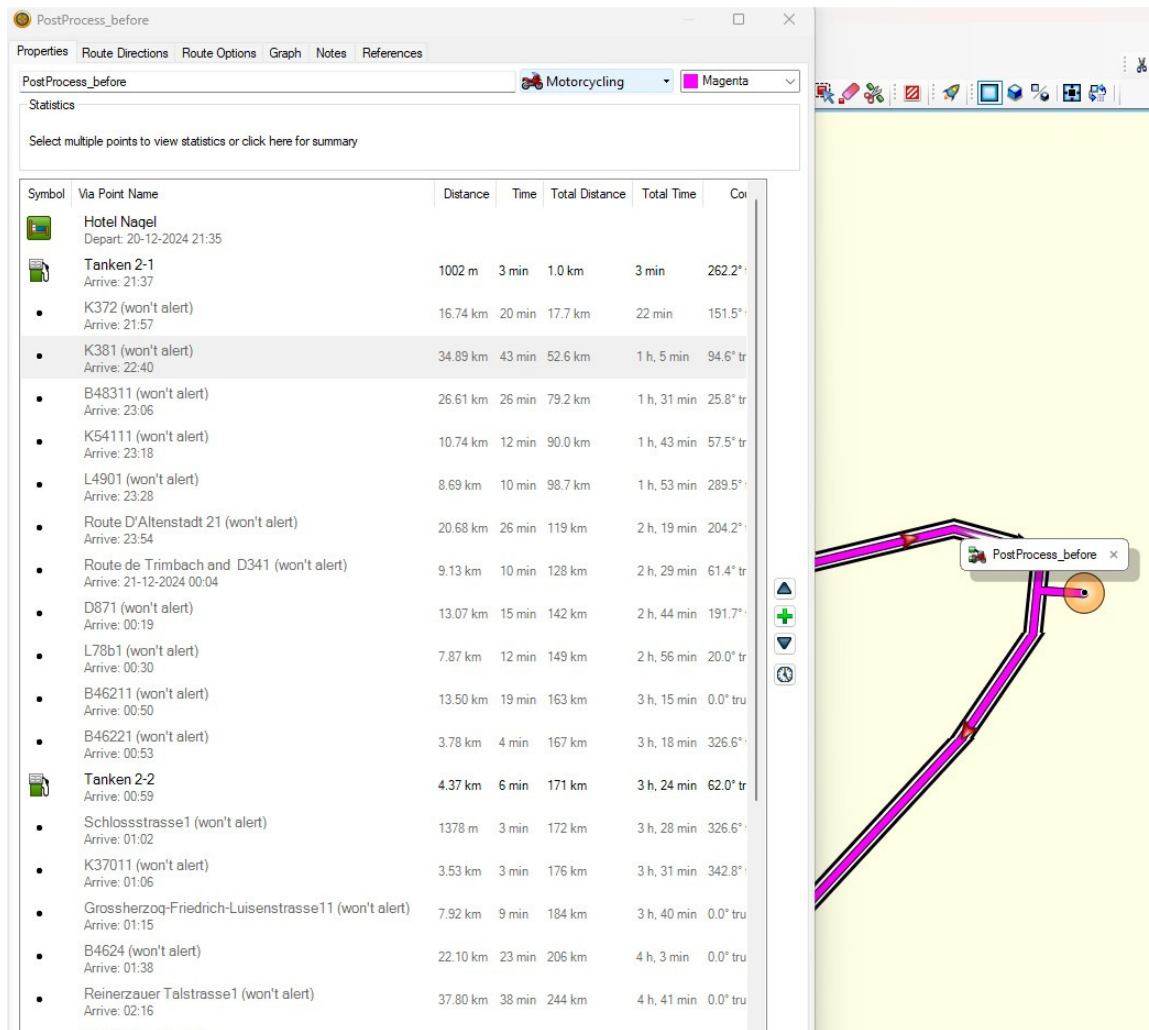 PostProcess_before
Properties Route Directions Route Options Graph Notes References
PostProcess_before Motorcycling Magenta
Statistics
Select multiple points to view statistics or click here for summary
Symbol Via Point Name Distance Time Total Distance Total Time Cou
Hotel Nagel
Depart: 20-12-2024 21:35
Tanken 2-1 1002 m 3 min 1.0 km 3 min 262.2°
Arrive: 21:37
K372 (won't alert) 16.74 km 20 min 17.7 km 22 min 151.5°
Arrive: 21:57
K381 (won't alert) 34.89 km 43 min 52.6 km 1 h, 5 min 94.6° tr
Arrive: 22:40
B48311 (won't alert) 26.61 km 26 min 79.2 km 1 h, 31 min 25.8° tr
Arrive: 23:06
K54111 (won't alert) 10.74 km 12 min 90.0 km 1 h, 43 min 57.5° tr
Arrive: 23:18
L4901 (won't alert) 8.69 km 10 min 98.7 km 1 h, 53 min 289.5°
Arrive: 23:28
Route D'Altenstadt 21 (won't alert) 20.68 km 26 min 119 km 2 h, 19 min 204.2°
Arrive: 23:54
Route de Trimbach and D341 (won't alert) 9.13 km 10 min 128 km 2 h, 29 min 61.4° tr
Arrive: 21-12-2024 00:04
D871 (won't alert) 13.07 km 15 min 142 km 2 h, 44 min 191.7°
Arrive: 00:19
L78b1 (won't alert) 7.87 km 12 min 149 km 2 h, 56 min 20.0° tr
Arrive: 00:30
B46211 (won't alert) 13.50 km 19 min 163 km 3 h, 15 min 0.0° tru
Arrive: 00:50
B46221 (won't alert) 3.78 km 4 min 167 km 3 h, 18 min 326.6°
Arrive: 00:53
Tanken 2-2 4.37 km 6 min 171 km 3 h, 24 min 62.0° tr
Arrive: 00:59
Schlossstrasse1 (won't alert) 1378 m 3 min 172 km 3 h, 28 min 326.6°
Arrive: 01:02
K37011 (won't alert) 3.53 km 3 min 176 km 3 h, 31 min 342.8°
Arrive: 01:06
Grossherzog-Friedrich-Luisenstrasse11 (won't alert) 7.92 km 9 min 184 km 3 h, 40 min 0.0° tru
Arrive: 01:15
B4624 (won't alert) 22.10 km 23 min 206 km 4 h, 3 min 0.0° tru
Arrive: 01:38
Reinerzauer Talstrasse1 (won't alert) 37.80 km 38 min 244 km 4 h, 41 min 0.0° tru
Arrive: 02:16
PostProcess_before